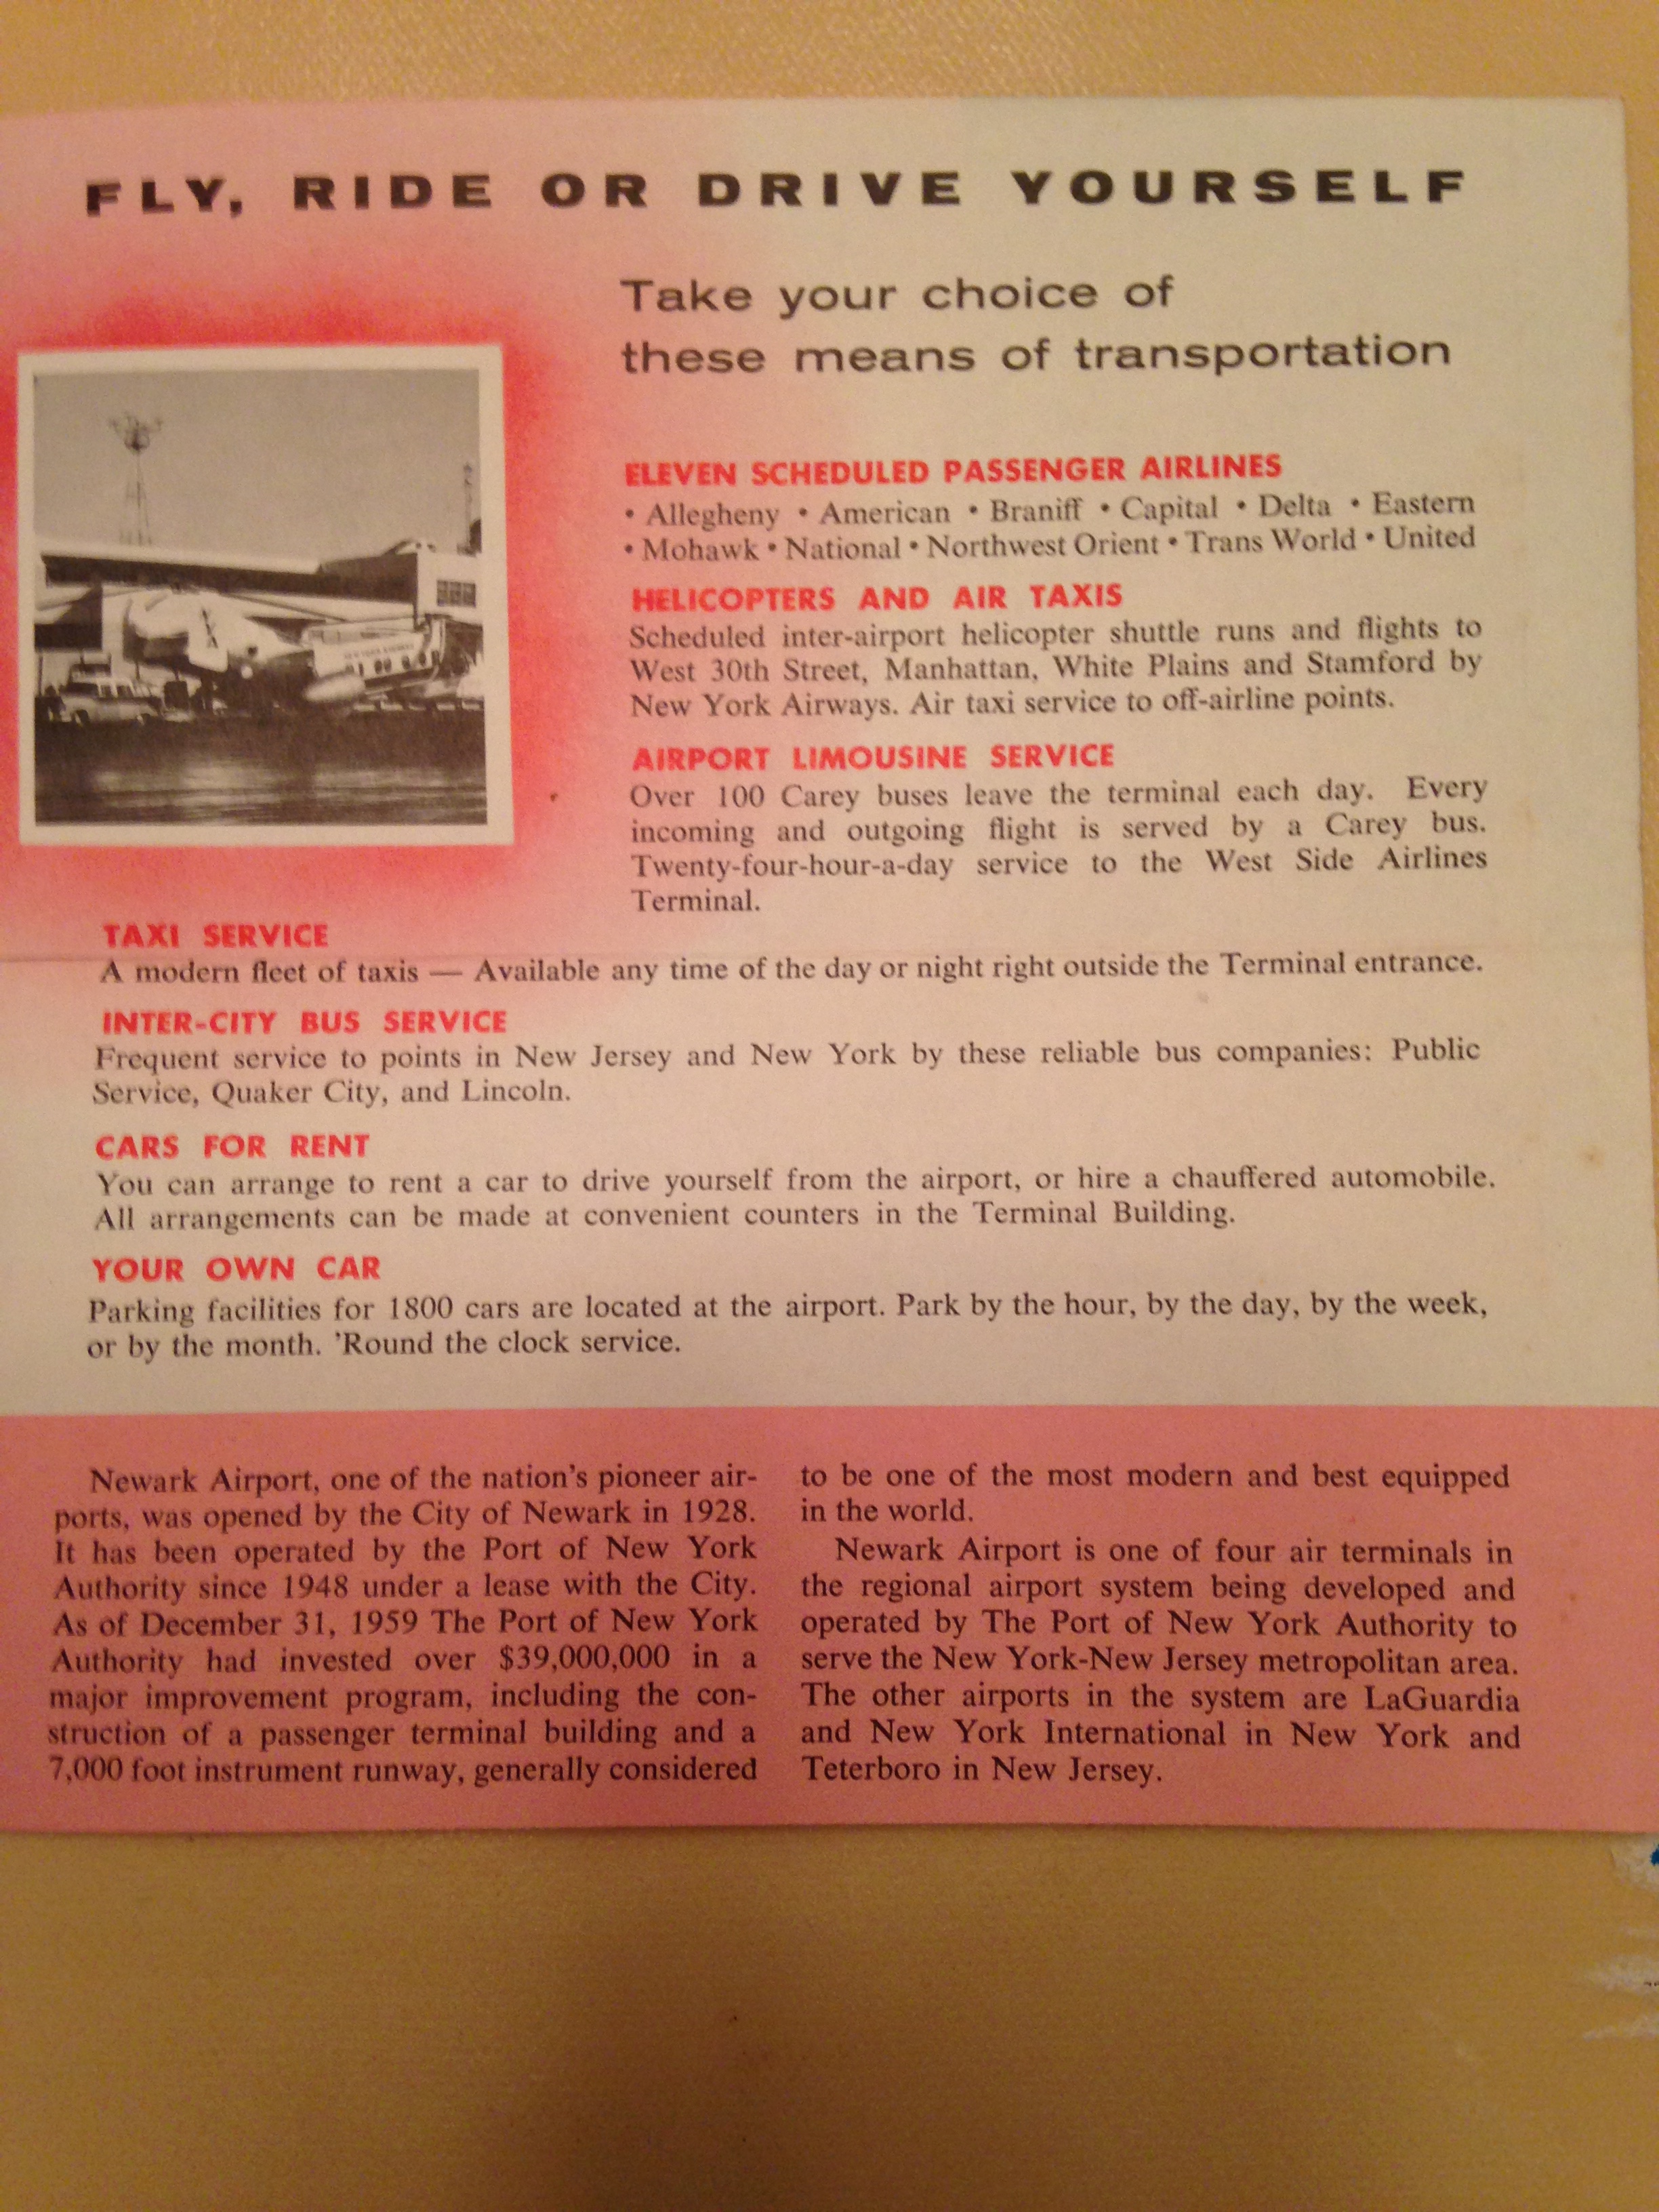 FLY, RIDE OR DRIVE YOURSELF
Take your choice of
these means of transportation
ELEVEN SCHEDULED PASSENGER AIRLINES
• Allegheny • American • Braniff • Capital • Delta • Eastern
• Mohawk • National • Northwest Orient • Trans World • United
HELICOPTERS AND AIR TAXIS
Scheduled inter-airport helicopter shuttle runs and flights to
West 30th Street, Manhattan, White Plains and Stamford by
New York Airways. Air taxi service to off-airline points.
AIRPORT LIMOUSINE SERVICE
Over 100 Carey buses leave the terminal each day. Every
incoming and outgoing flight is served by a Carey bus.
Twenty-four-hour-a-day service to the West Side Airlines
Terminal.
TAXI SERVICE
A modern fleet of taxis — Available any time of the day or night right outside the Terminal entrance.
INTER-CITY BUS SERVICE
Frequent service to points in New Jersey and New York by these reliable bus companies: Public
Service, Quaker City, and Lincoln.
CARS FOR RENT
You can arrange to rent a car to drive yourself from the airport, or hire a chauffered automobile.
All arrangements can be made at convenient counters in the Terminal Building.
YOUR OWN CAR
Parking facilities for 1800 cars are located at the airport. Park by the hour, by the day, by the week,
or by the month. 'Round the clock service.
Newark Airport, one of the nation's pioneer air-
ports, was opened by the City of Newark in 1928.
It has been operated by the Port of New York
Authority since 1948 under a lease with the City.
As of December 31, 1959 The Port of New York
Authority had invested over $39,000,000 in a
major improvement program, including the con-
struction of a passenger terminal building and a
7,000 foot instrument runway, generally considered
to be one of the most modern and best equipped
in the world.
Newark Airport is one of four air terminals in
the regional airport system being developed and
operated by The Port of New York Authority to
serve the New York-New Jersey metropolitan area.
The other airports in the system are LaGuardia
and New York International in New York and
Teterboro in New Jersey.